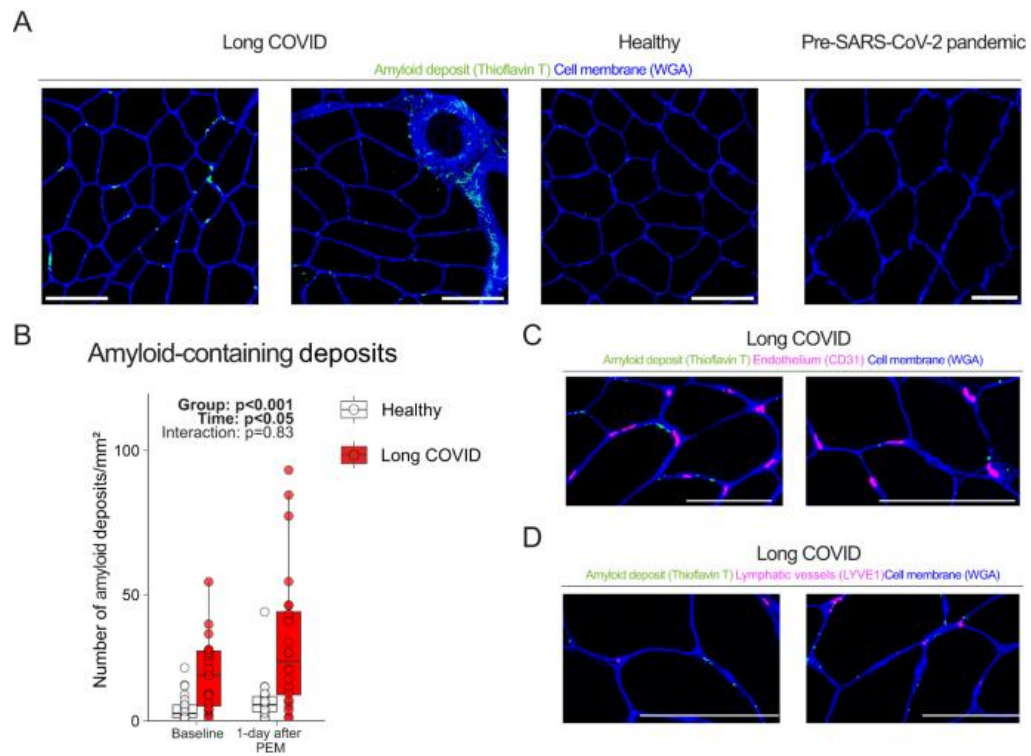 A
Long COVID
Healthy
Pre-SARS-CoV-2 pandemic
Amyloid deposit (Thioflavin T) Cell membrane (WGA)
B
Amyloid-containing deposits
Group: p<0.001
Time: p<0.05
Interaction: p=0.83
Healthy
Long COVID
Number of amyloid deposits/mm²
100
50
0
Baseline
1-day after
PEM
C
Long COVID
Amyloid deposit (Thioflavin T) Endothelium (CD31) Cell membrane (WGA)
D
Long COVID
Amyloid deposit (Thioflavin T) Lymphatic vessels (LYVE1) Cell membrane (WGA)